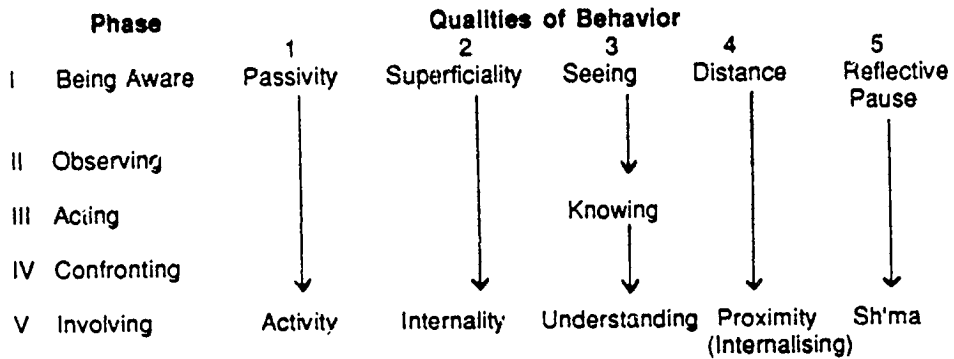 Phase Qualities of Behavior
1 2 3 4 5
I Being Aware Passivity Superficiality Seeing Distance Reflective
Pause
II Observing
III Acting Knowing
IV Confronting
V Involving Activity Internality Understanding Proximity Sh'ma
(Internalising)